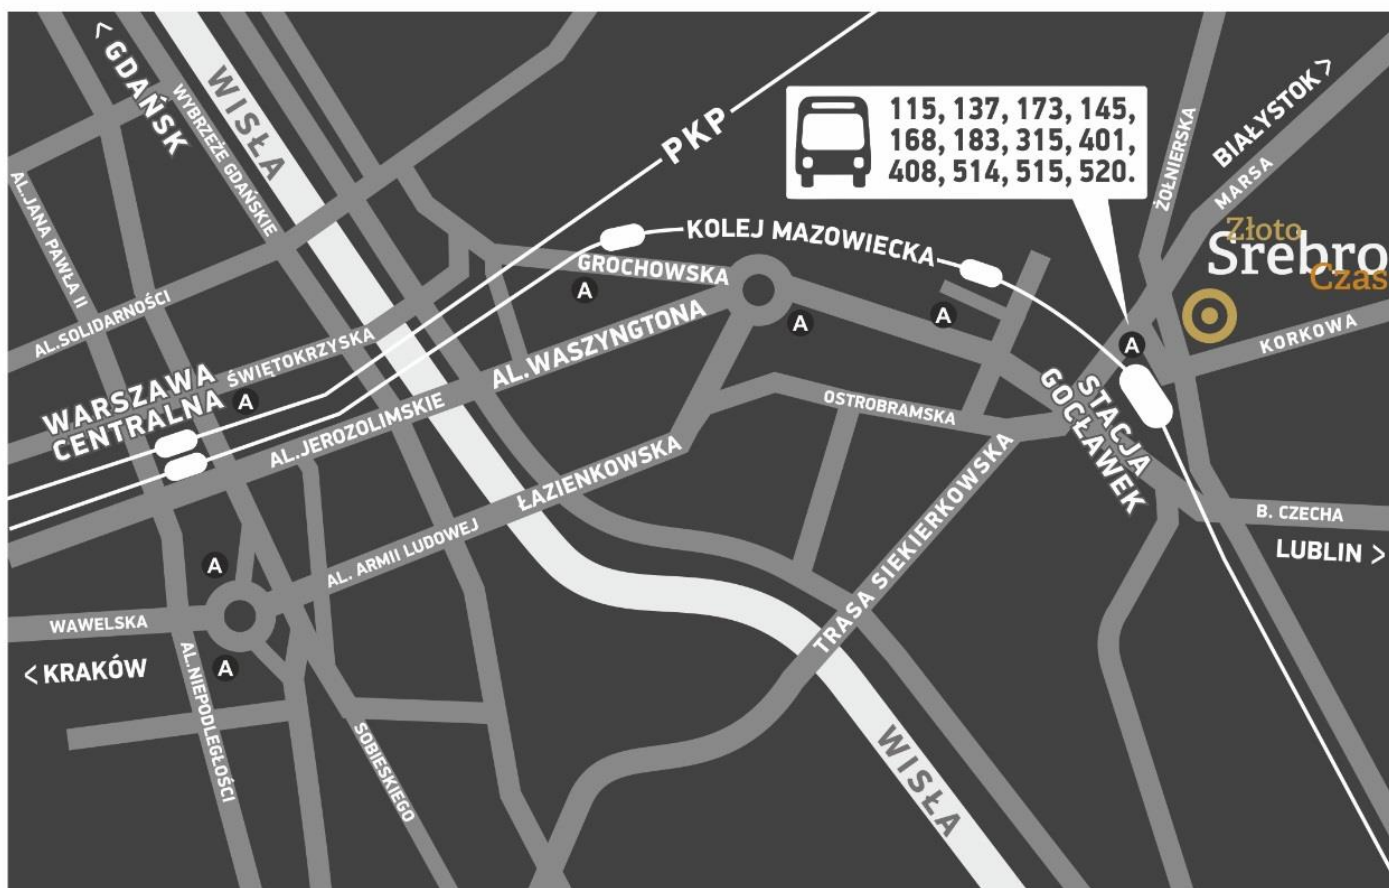 < GDAŃSK
WISŁA
WYBRZEŻE GDAŃSKIE
PKP
115, 137, 173, 145,
168, 183, 315, 401,
408, 514, 515, 520.
ŻOŁNIERSKA
BIAŁYSTOK >
MARSA
Złoto
Srebro
Czas
AL.JANA PAWŁA II
AL.SOLIDARNOŚCI
KOLEJ MAZOWIECKA
GROCHOWSKA
A
A
A
A
KORKOWA
ŚWIĘTOKRZYSKA
AL.WASZYNGTONA
WARSZAWA
CENTRALNA
A
AL.JEROZOLIMSKIE
OSTROBRAMSKA
STACJA
GOCŁAWEK
ŁAZIENKOWSKA
AL. ARMII LUDOWEJ
B. CZECHA
LUBLIN >
A
WAWELSKA
< KRAKÓW
A
TRASA SIEKIERKOWSKA
AL.NIEPODLEGŁOŚCI
SOBIESKIEGO
WISŁA